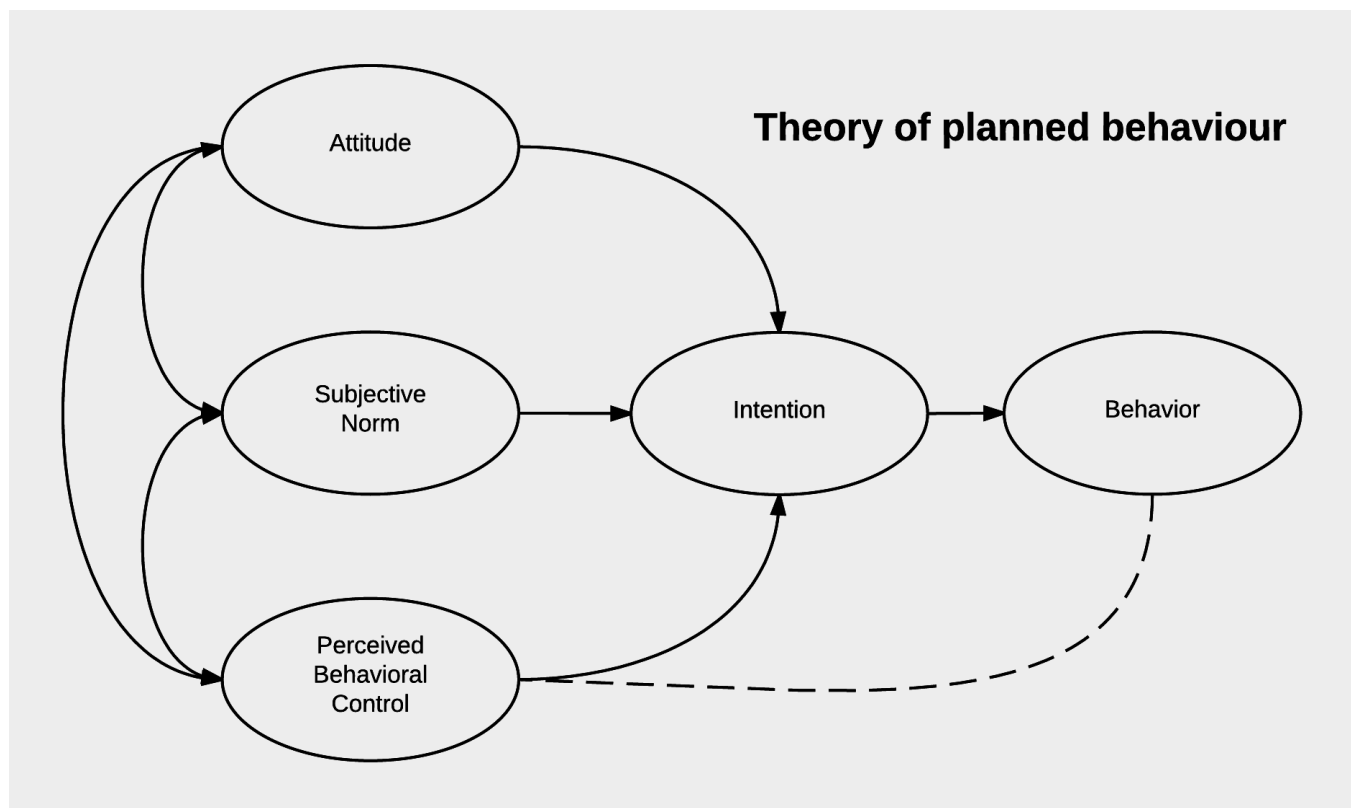 Theory of planned behaviour
Attitude
Subjective
Norm
Intention
Behavior
Perceived
Behavioral
Control